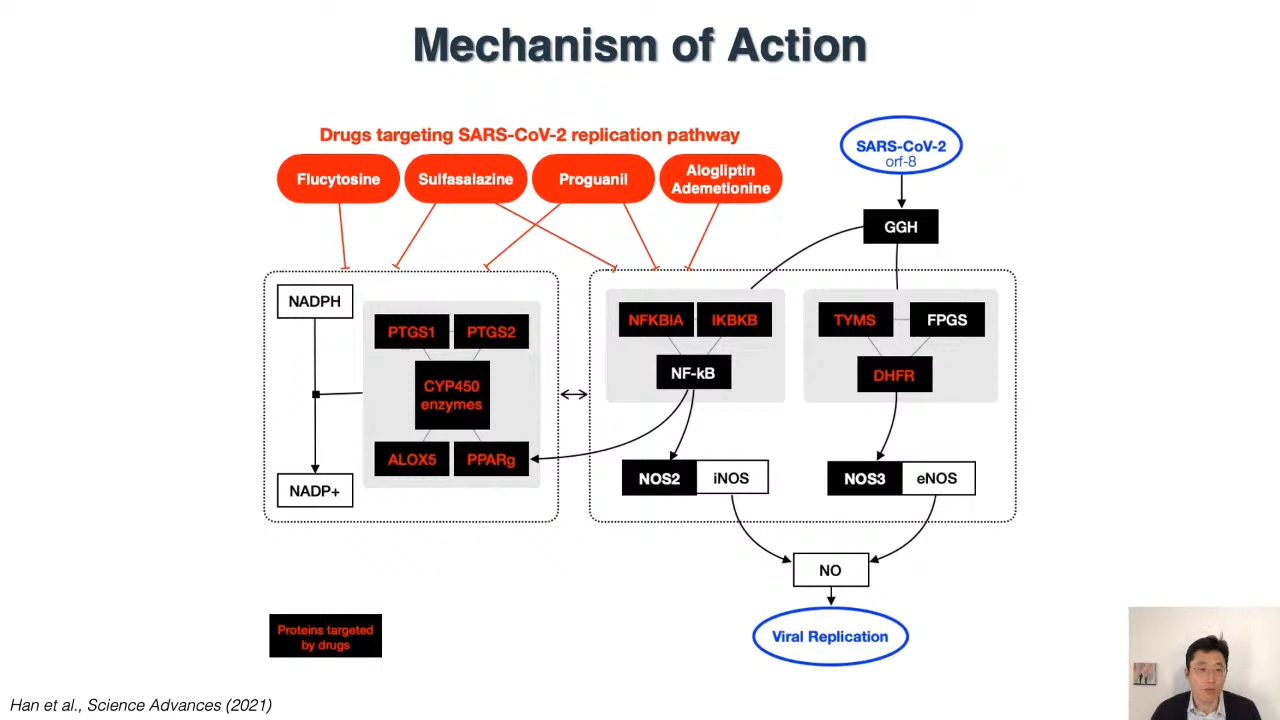 Mechanism of Action
Drugs targeting SARS-CoV-2 replication pathway
Flucytosine
Sulfasalazine
Proguanil
Alogliptin
Ademetionine
SARS-CoV-2
orf-8
GGH
NADPH
PTGS1
PTGS2
CYP450
enzymes
ALOX5
PPARg
NADP+
NFKBIA
IKBKB
NF-kB
TYMS
FPGS
DHFR
NOS2
iNOS
NOS3
eNOS
NO
Viral Replication
Proteins targeted
by drugs
Han et al., Science Advances (2021)